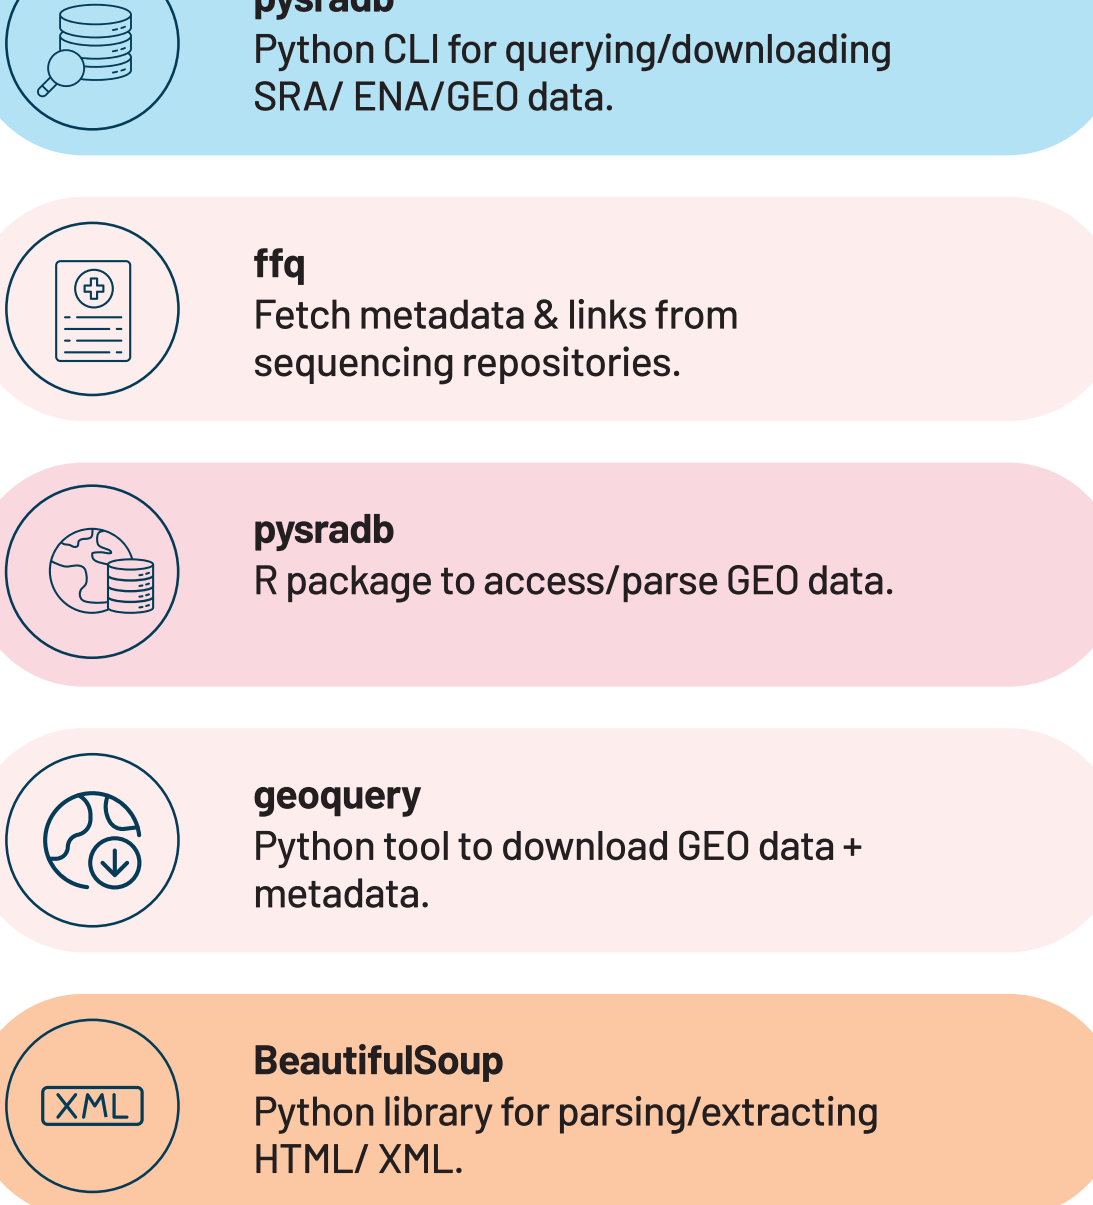 pysradb
Python CLI for querying/downloading
SRA/ ENA/GEO data.
ffq
Fetch metadata & links from
sequencing repositories.
pysradb
R package to access/parse GEO data.
geoquery
Python tool to download GEO data +
metadata.
XML
BeautifulSoup
Python library for parsing/extracting
HTML/ XML.